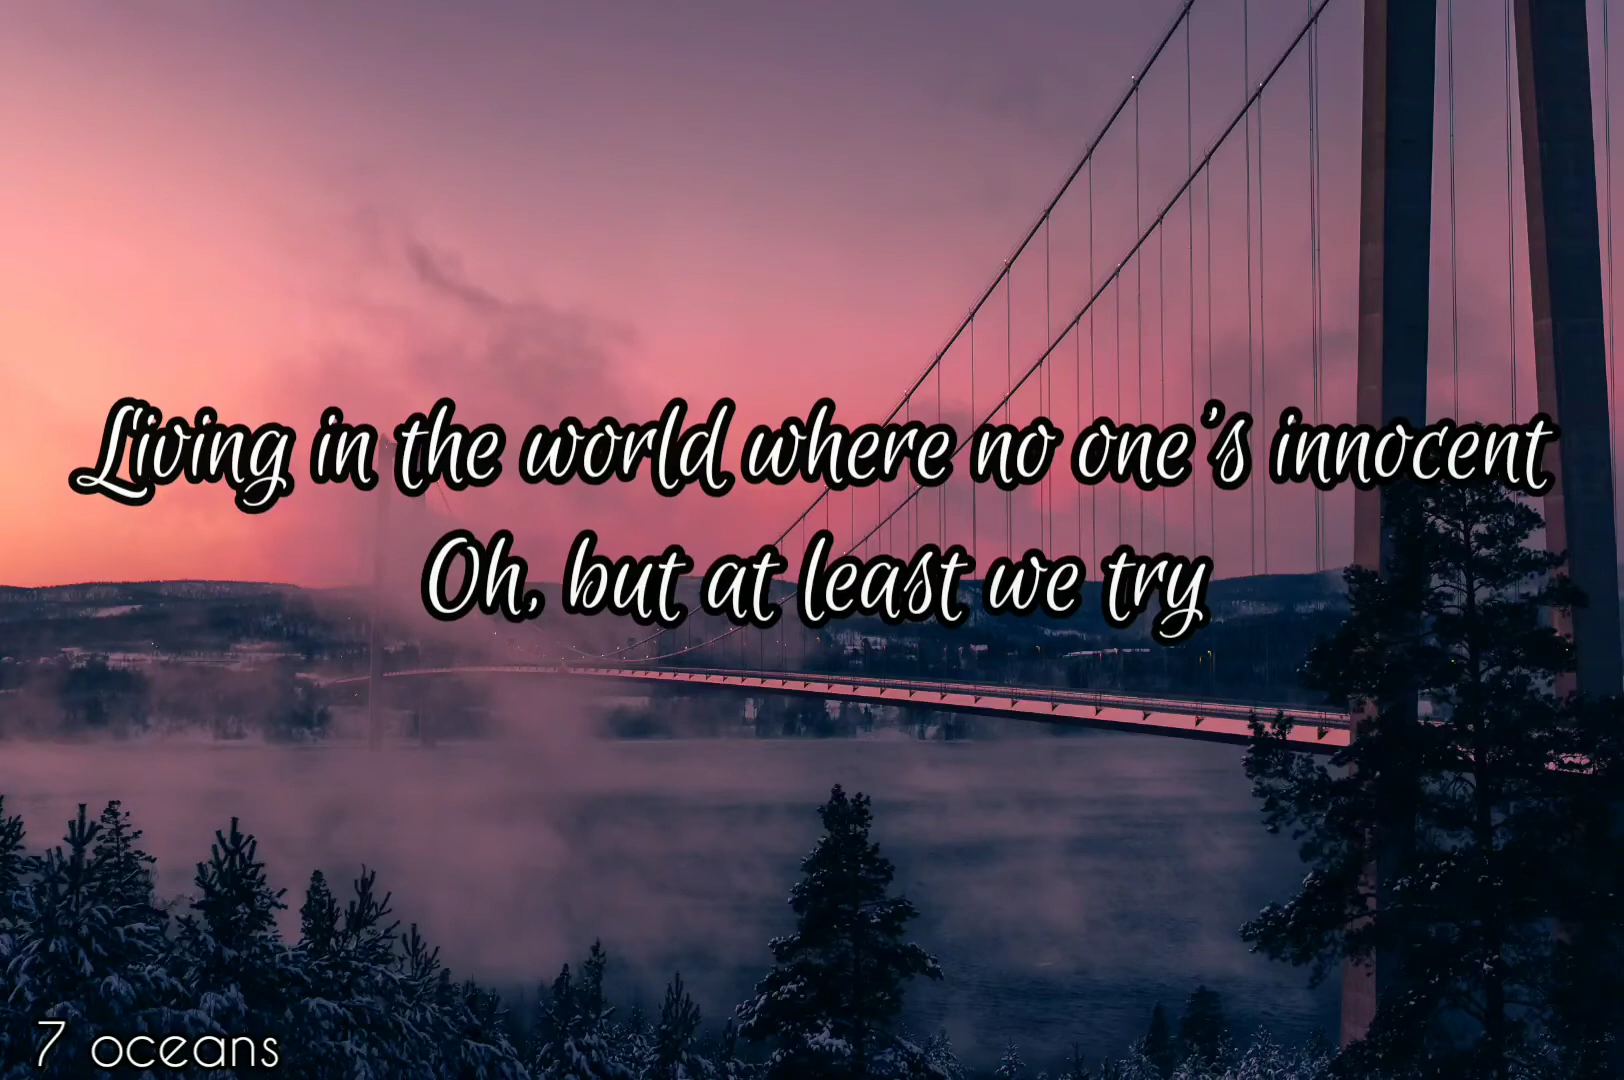 Living in the world where no one's innocent
Oh, but at least we try
7 oceans